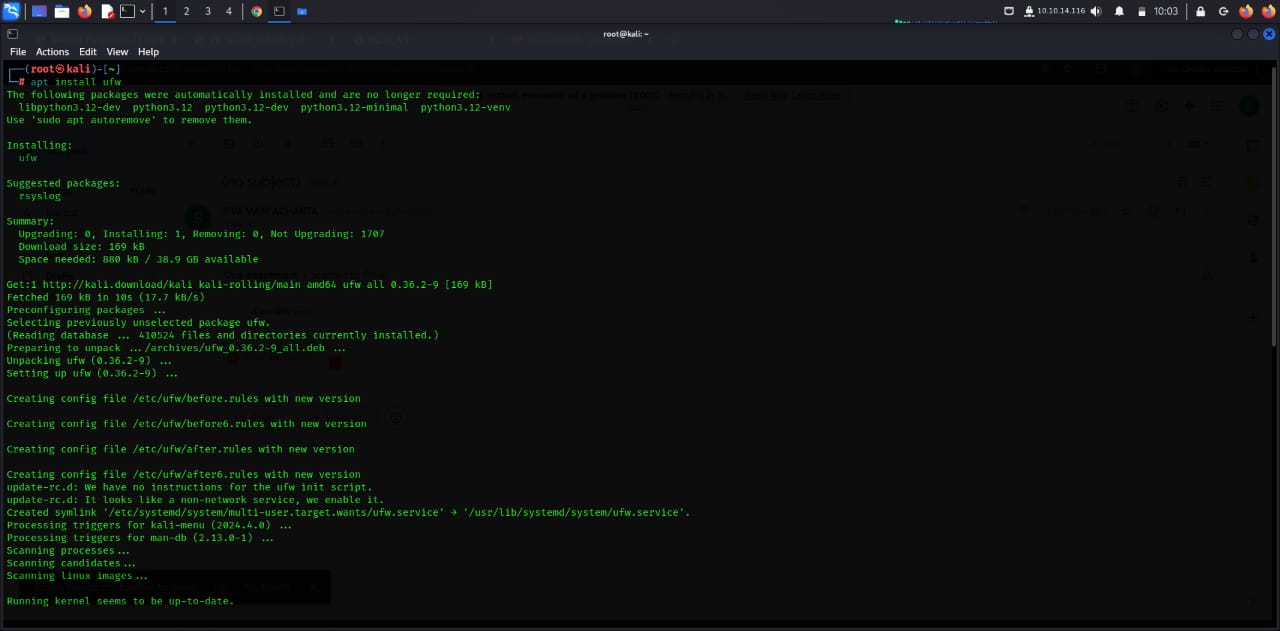 1 2 3 4 10.10.14.116 10:03
root@kali: ~
File Actions Edit View Help
┌──(root㉿kali)-[~]
└─# apt install ufw
The following packages were automatically installed and are no longer required:
libpython3.12-dev python3.12 python3.12-dev python3.12-minimal python3.12-venv
Use 'sudo apt autoremove' to remove them.
Installing:
ufw
Suggested packages:
rsyslog
Summary:
Upgrading: 0, Installing: 1, Removing: 0, Not Upgrading: 1707
Download size: 169 kB
Space needed: 880 kB / 38.9 GB available
Get:1 http://kali.download/kali kali-rolling/main amd64 ufw all 0.36.2-9 [169 kB]
Fetched 169 kB in 10s (17.7 kB/s)
Preconfiguring packages ...
Selecting previously unselected package ufw.
(Reading database ... 410524 files and directories currently installed.)
Preparing to unpack .../archives/ufw_0.36.2-9_all.deb ...
Unpacking ufw (0.36.2-9) ...
Setting up ufw (0.36.2-9) ...
Creating config file /etc/ufw/before.rules with new version
Creating config file /etc/ufw/before6.rules with new version
Creating config file /etc/ufw/after.rules with new version
Creating config file /etc/ufw/after6.rules with new version
update-rc.d: We have no instructions for the ufw init script.
update-rc.d: It looks like a non-network service, we enable it.
Created symlink '/etc/systemd/system/multi-user.target.wants/ufw.service' → '/usr/lib/systemd/system/ufw.service'.
Processing triggers for kali-menu (2024.4.0) ...
Processing triggers for man-db (2.13.0-1) ...
Scanning processes...
Scanning candidates...
Scanning linux images...
Running kernel seems to be up-to-date.
(no subject)
SIVA MANI ACHANTA